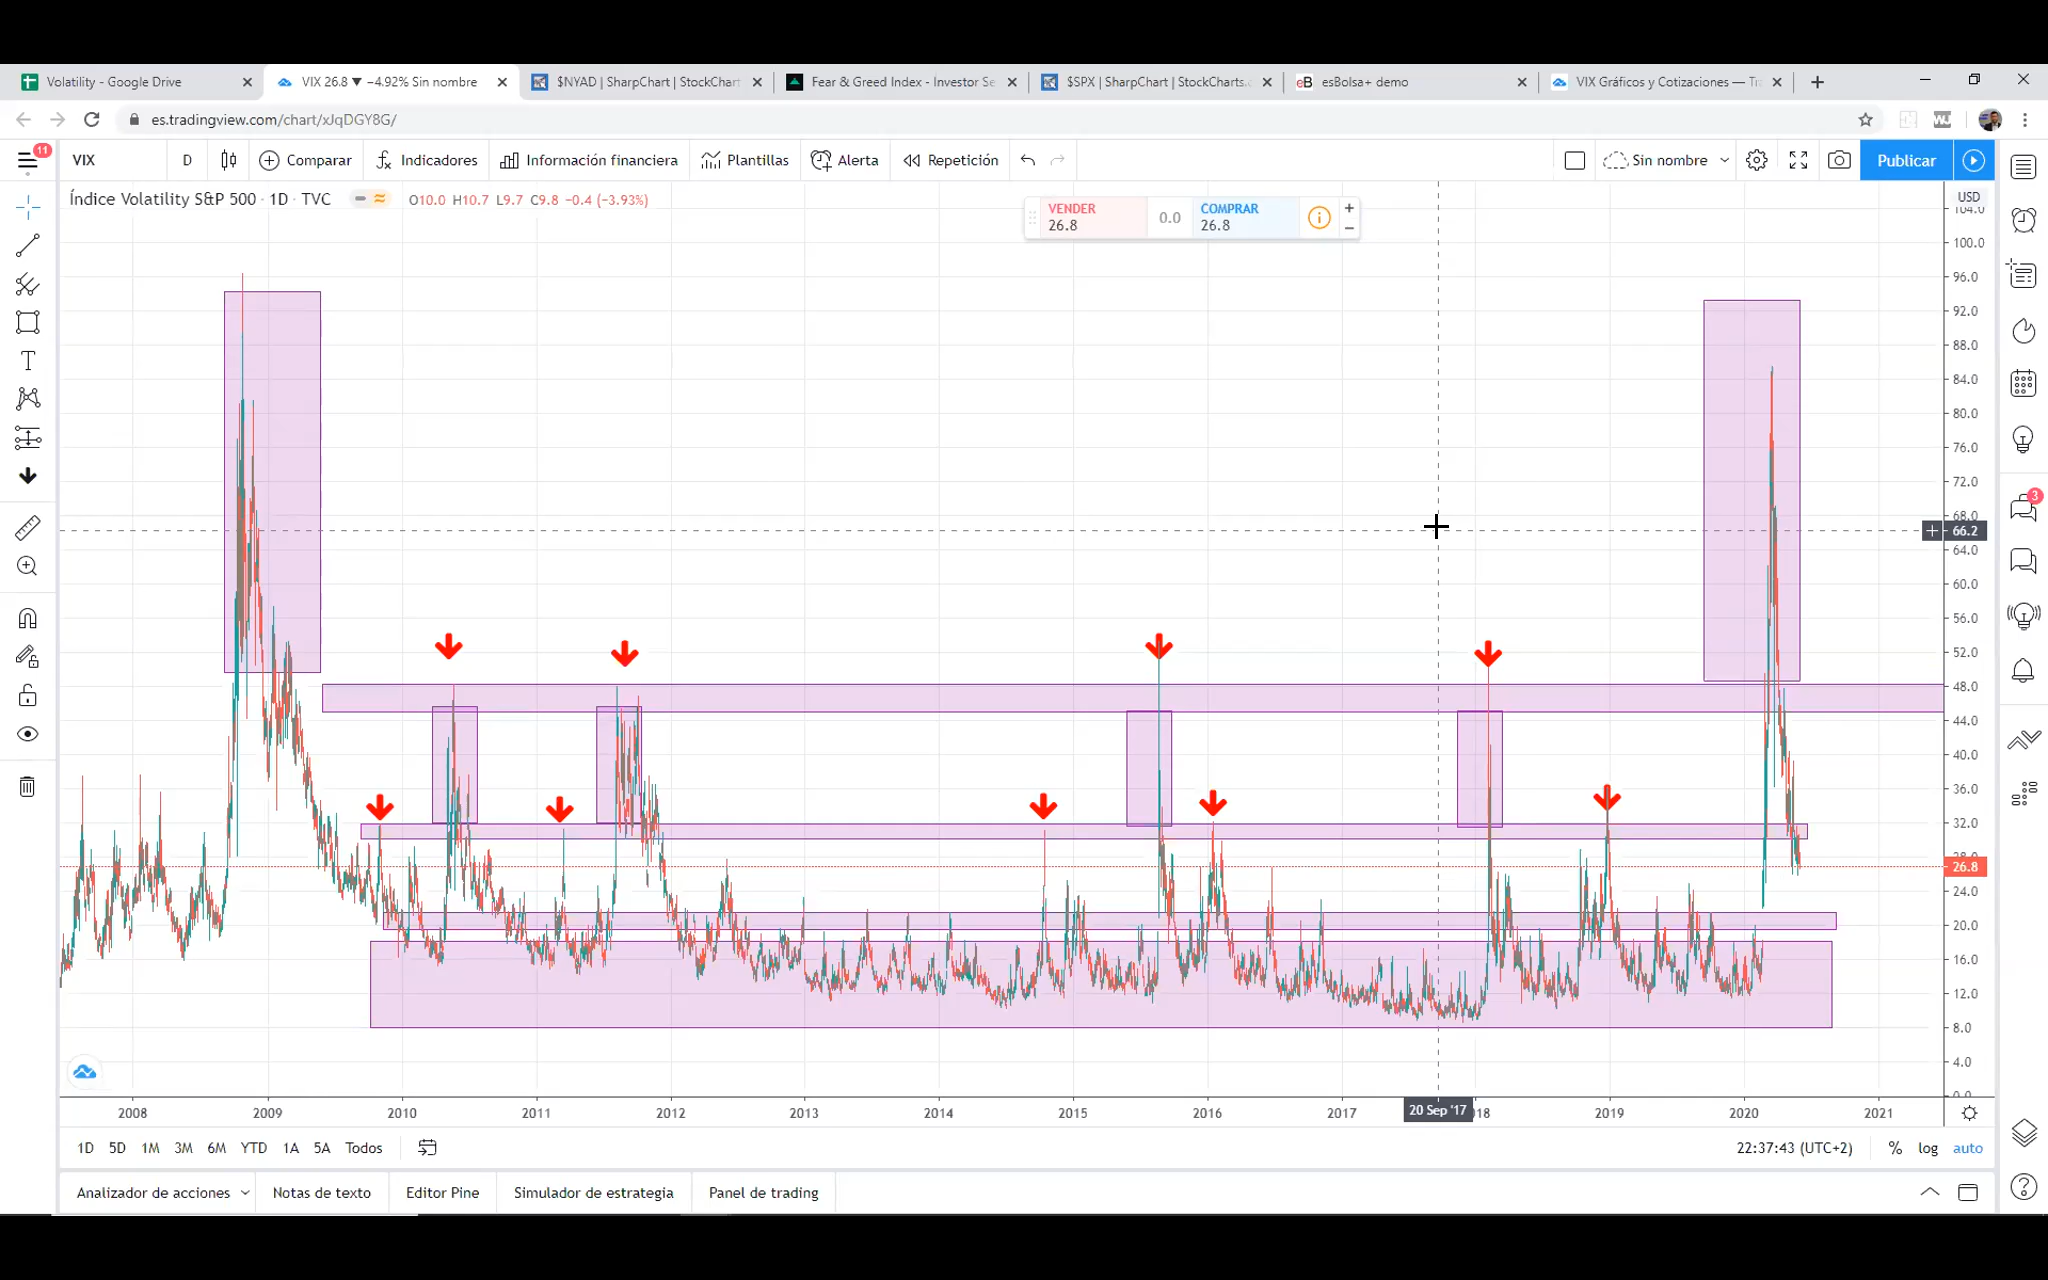 Volatility - Google Drive
VIX 26.8 ▼ −4.92% Sin nombre
$NYAD | SharpChart | StockChart
Fear & Greed Index - Investor Se
$SPX | SharpChart | StockCharts.c
eB esBolsa+ demo
VIX Gráficos y Cotizaciones —
es.tradingview.com/chart/xJqDGY8G/
11
VIX
D
Comparar
Indicadores
Información financiera
Plantillas
Alerta
Repetición
Sin nombre
Publicar
Índice Volatility S&P 500 · 1D · TVC
O10.0 H10.7 L9.7 C9.8 −0.4 (−3.93%)
VENDER
26.8
0.0
COMPRAR
26.8
USD
104.0
100.0
96.0
92.0
88.0
84.0
80.0
76.0
72.0
68.0
66.2
64.0
60.0
56.0
52.0
48.0
44.0
40.0
36.0
32.0
28.0
26.8
24.0
20.0
16.0
12.0
8.0
4.0
0.0
3
2008 2009 2010 2011 2012 2013 2014 2015 2016 2017 20 Sep '17 018 2019 2020 2021
1D 5D 1M 3M 6M YTD 1A 5A Todos
22:37:43 (UTC+2)
% log auto
Analizador de acciones
Notas de texto
Editor Pine
Simulador de estrategia
Panel de trading